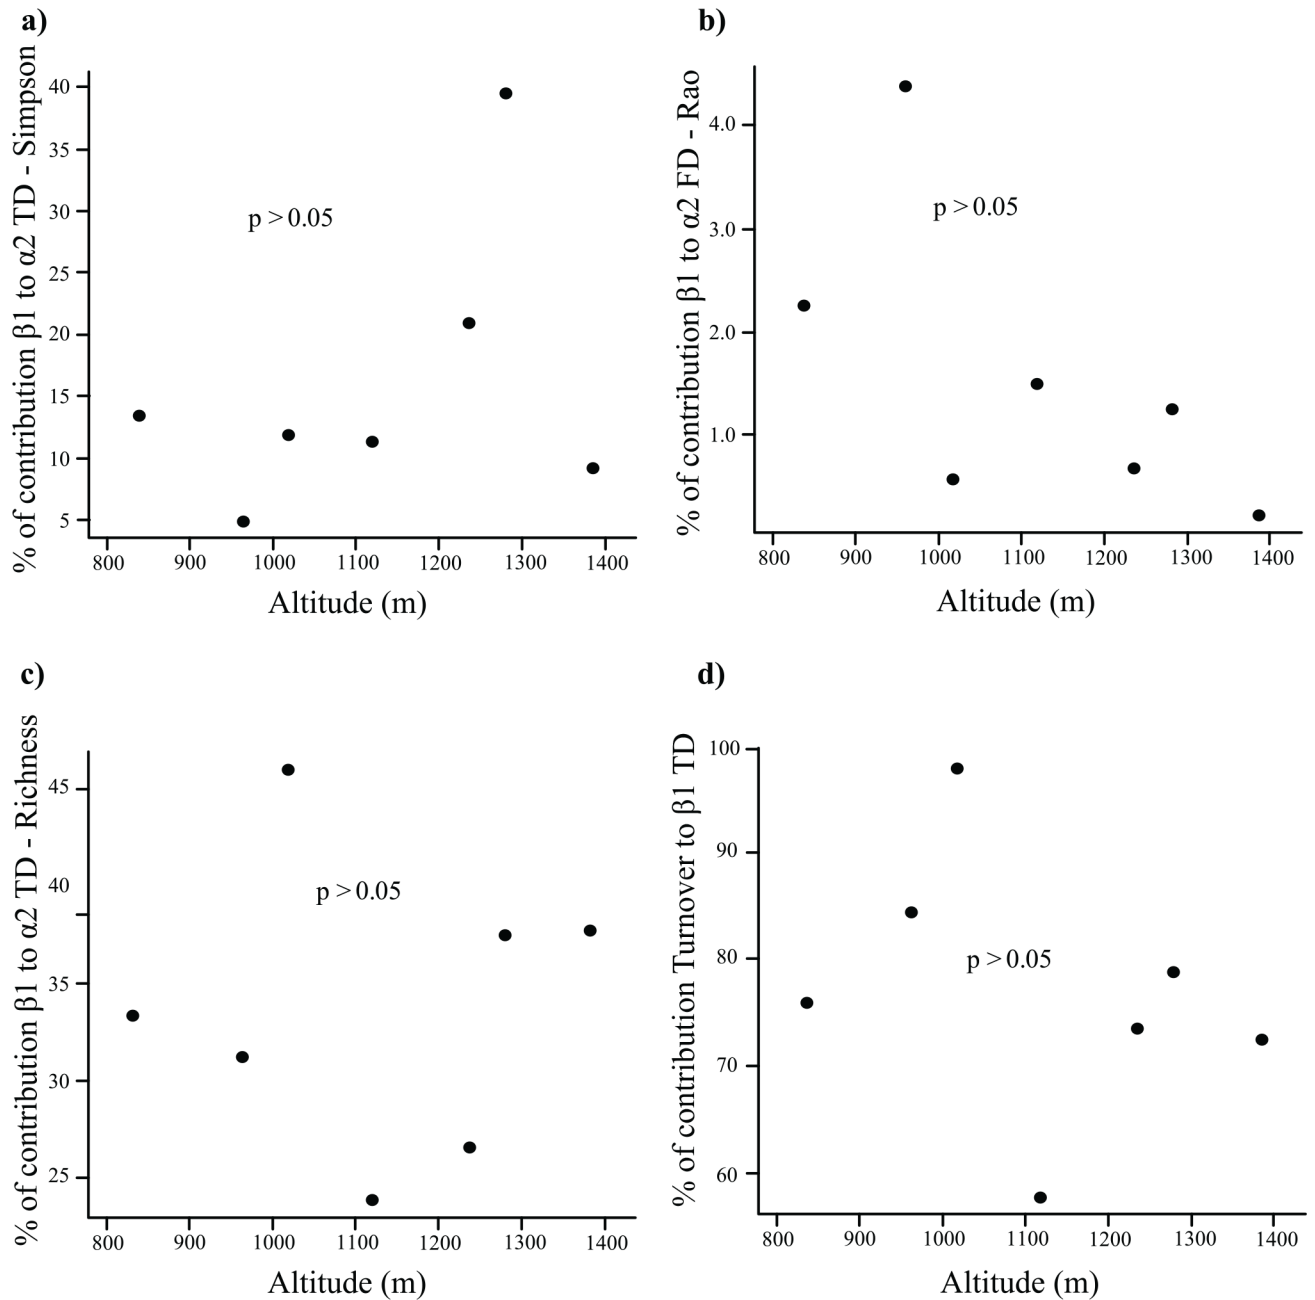 a)
% of contribution β1 to α2 TD - Simpson
40
35
30
25
20
15
10
5
p > 0.05
800 900 1000 1100 1200 1300 1400
Altitude (m)
b)
% of contribution β1 to α2 FD - Rao
4.0
3.0
2.0
1.0
p > 0.05
800 900 1000 1100 1200 1300 1400
Altitude (m)
c)
% of contribution β1 to α2 TD - Richness
45
40
35
30
25
p > 0.05
800 900 1000 1100 1200 1300 1400
Altitude (m)
d)
% of contribution Turnover to β1 TD
100
90
80
70
60
p > 0.05
800 900 1000 1100 1200 1300 1400
Altitude (m)